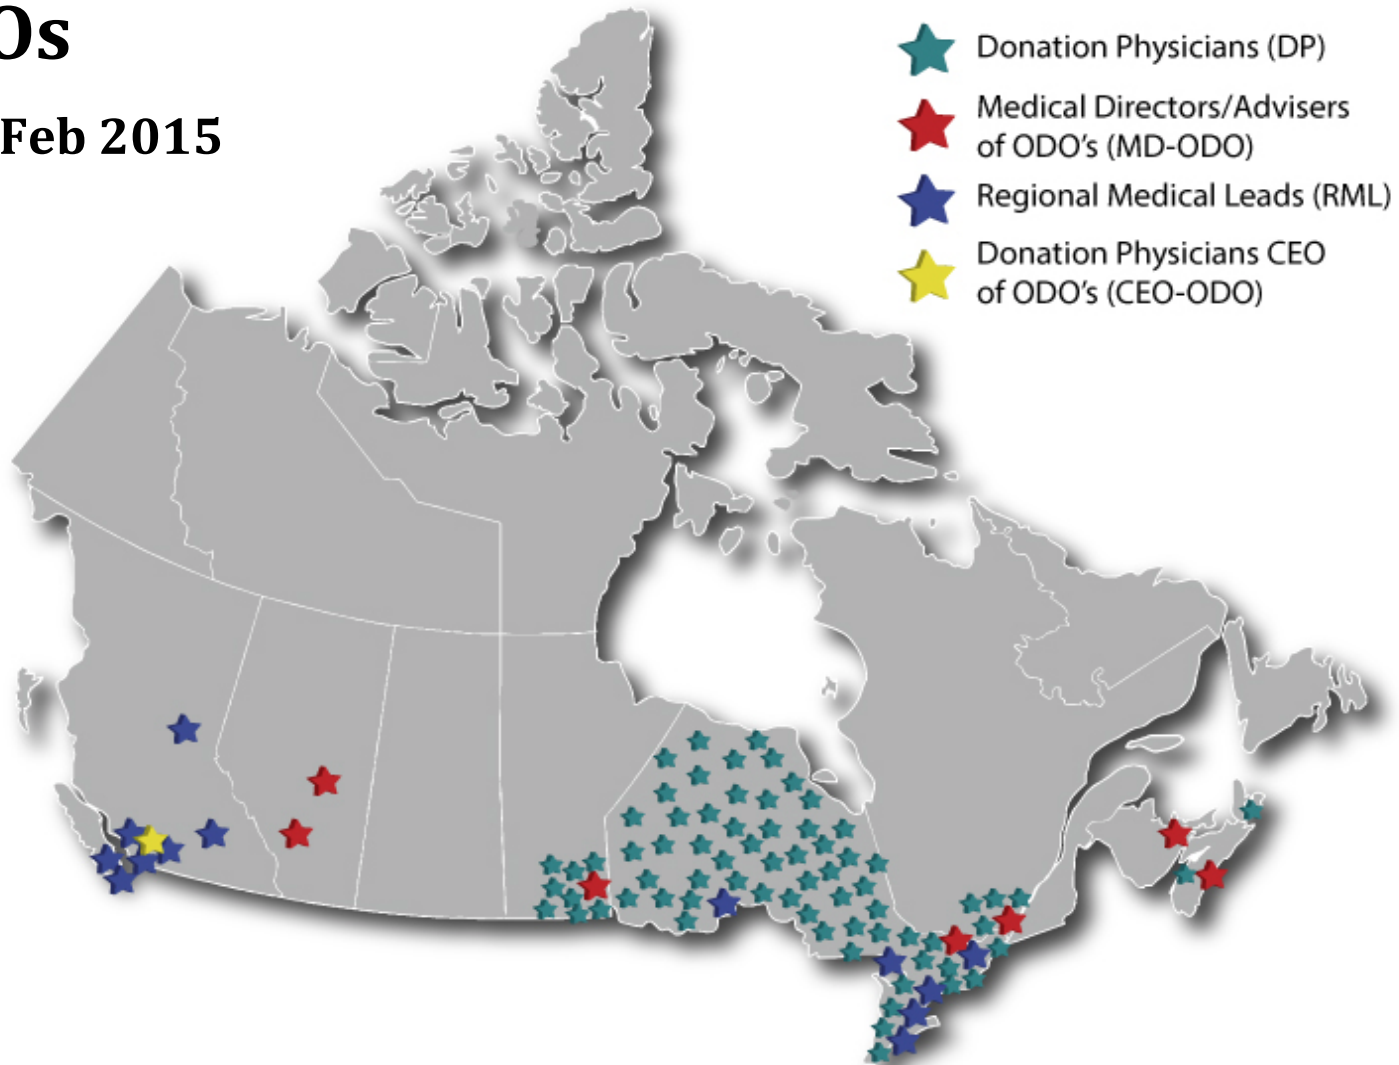 Os
Feb 2015
Donation Physicians (DP)
Medical Directors/Advisers
of ODO's (MD-ODO)
Regional Medical Leads (RML)
Donation Physicians CEO
of ODO's (CEO-ODO)